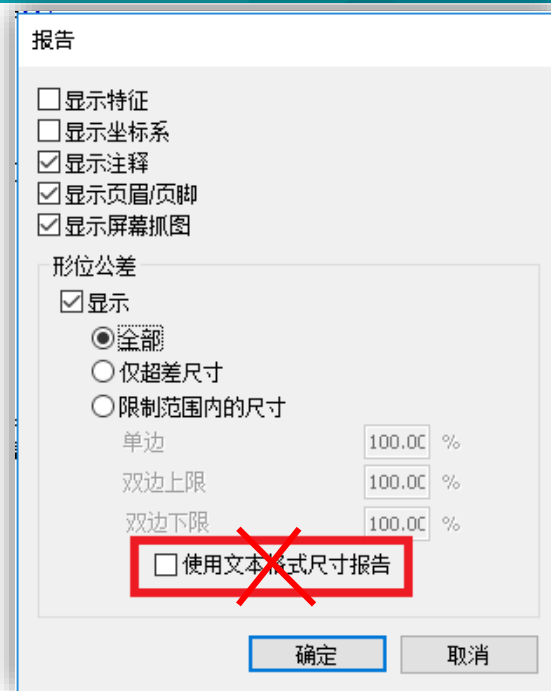 报告
显示特征
显示坐标系
显示注释
显示页眉/页脚
显示屏幕抓图
形位公差
显示
全部
仅超差尺寸
限制范围内的尺寸
单边 100.00 %
双边上限 100.00 %
双边下限 100.00 %
使用文本格式尺寸报告
确定 取消